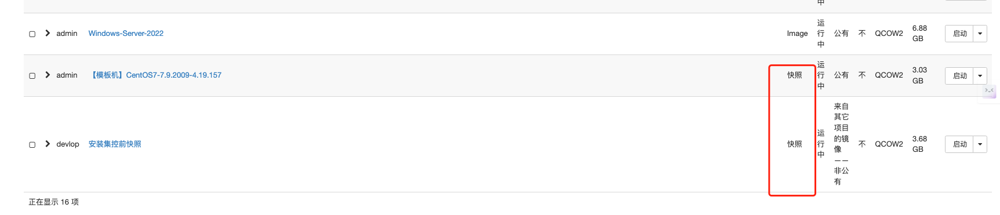 中
admin Windows-Server-2022 Image 运行中 公有 不 QCOW2 6.88 GB 启动
admin 【模板机】CentOS7-7.9.2009-4.19.157 快照 运行中 公有 不 QCOW2 3.03 GB 启动
devlop 安装集控前快照 快照 运行中 来自其它项目的镜像——非公有 不 QCOW2 3.68 GB 启动
正在显示 16 项